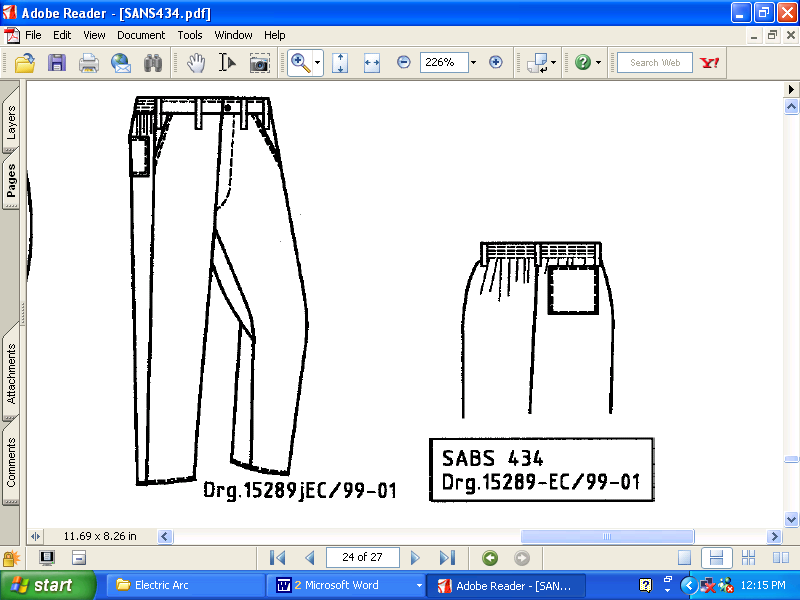 Adobe Reader - [SANS434.pdf]
File Edit View Document Tools Window Help
226%
Search Web
Y!
Layers
Pages
Attachments
Comments
Drg.15289jEC/99-01
SABS 434
Drg.15289-EC/99-01
11.69 x 8.26 in
24 of 27
start
Electric Arc
2 Microsoft Word
Adobe Reader - [SAN...
12:15 PM